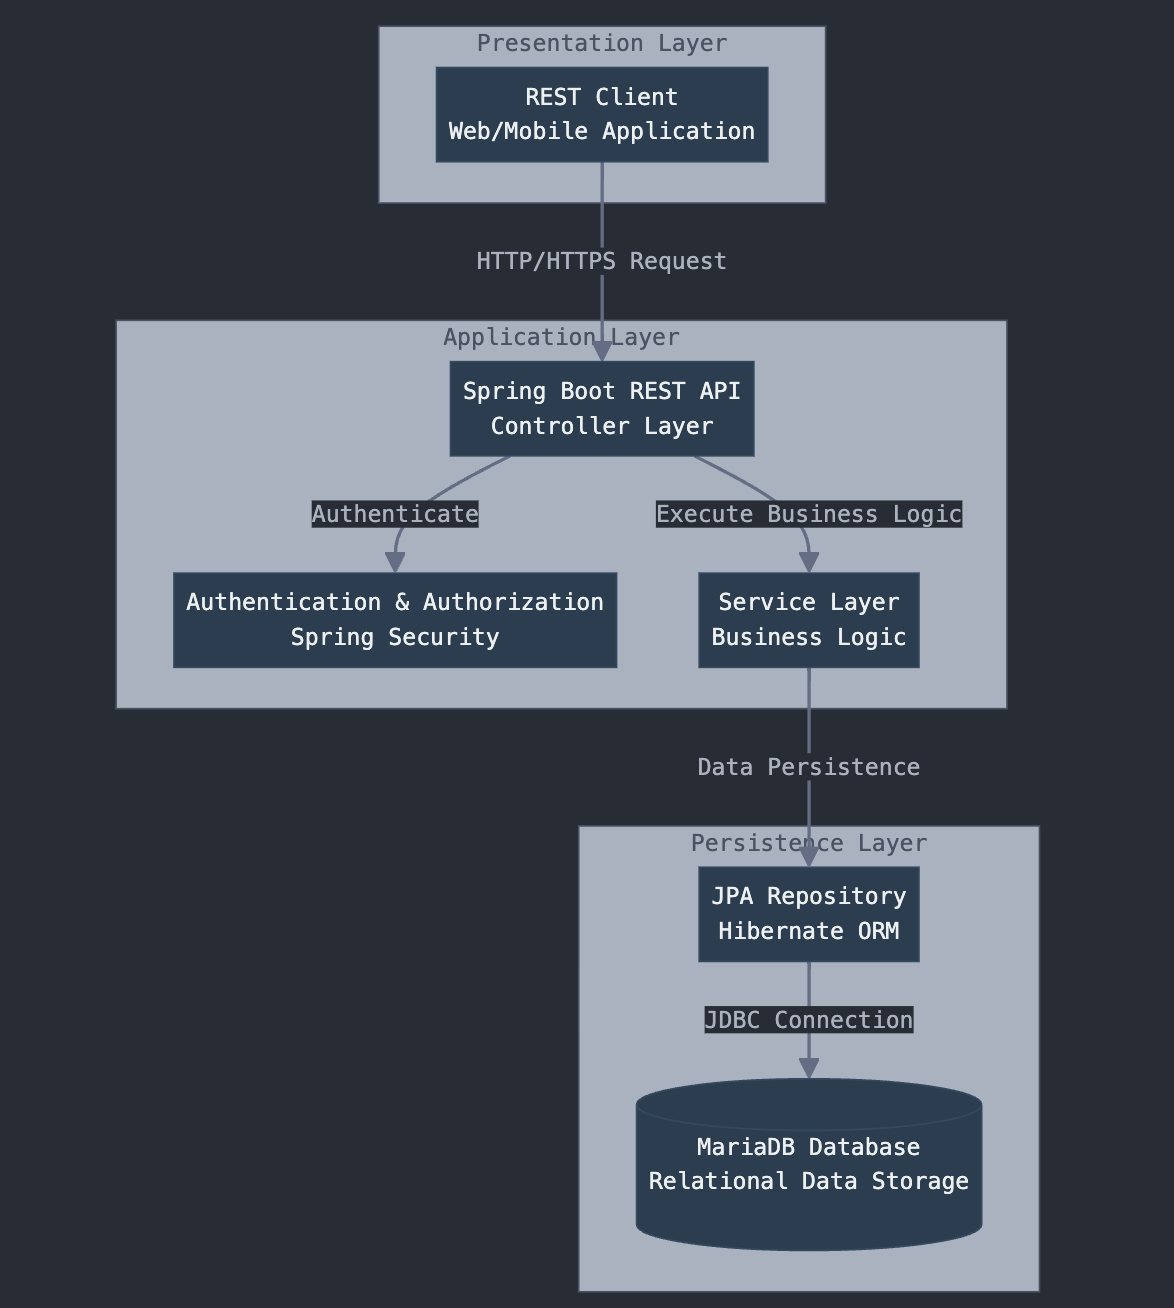 Presentation Layer
REST Client
Web/Mobile Application
HTTP/HTTPS Request
Application Layer
Spring Boot REST API
Controller Layer
Authenticate
Execute Business Logic
Authentication & Authorization
Spring Security
Service Layer
Business Logic
Data Persistence
Persistence Layer
JPA Repository
Hibernate ORM
JDBC Connection
MariaDB Database
Relational Data Storage